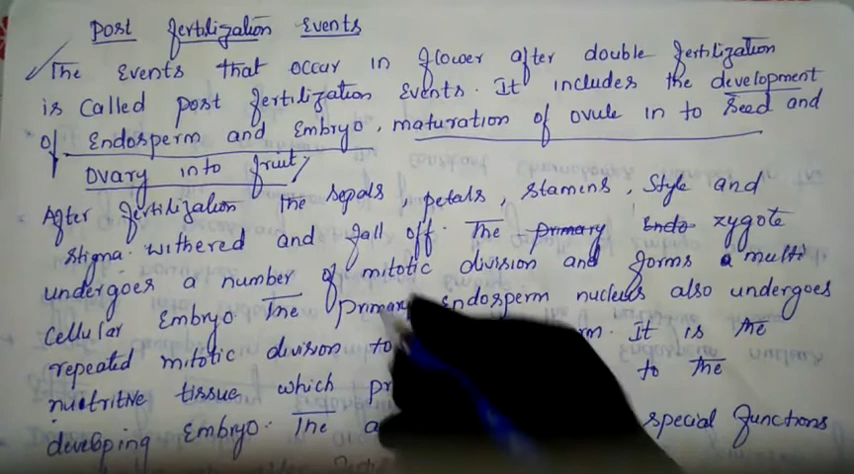 Post fertilization Events
The Events that occur in flower after double fertilization
is called post fertilization Events. It includes the development
of Endosperm and Embryo, maturation of ovule in to seed and
ovary into fruit,
After fertilization the sepals, petals, stamens, style and
stigma withered and fall off. The primary Endo zygote
undergoes a number of mitotic division and forms a multi
cellular Embryo. The primary Endosperm nucleus also undergoes
repeated mitotic division to It is the
nutritive tissue which to the
developing Embryo. The special functions